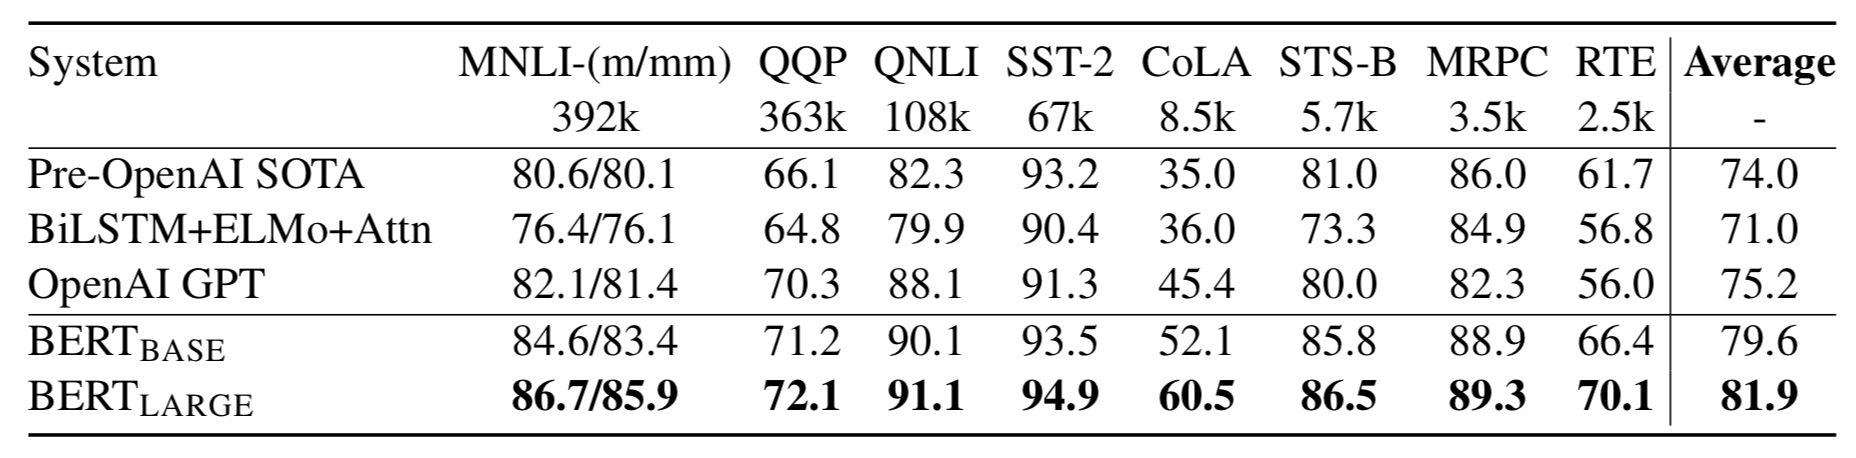 System MNLI-(m/mm) QQP QNLI SST-2 CoLA STS-B MRPC RTE Average
392k 363k 108k 67k 8.5k 5.7k 3.5k 2.5k -
Pre-OpenAI SOTA 80.6/80.1 66.1 82.3 93.2 35.0 81.0 86.0 61.7 74.0
BiLSTM+ELMo+Attn 76.4/76.1 64.8 79.9 90.4 36.0 73.3 84.9 56.8 71.0
OpenAI GPT 82.1/81.4 70.3 88.1 91.3 45.4 80.0 82.3 56.0 75.2
BERTBASE 84.6/83.4 71.2 90.1 93.5 52.1 85.8 88.9 66.4 79.6
BERTLARGE 86.7/85.9 72.1 91.1 94.9 60.5 86.5 89.3 70.1 81.9